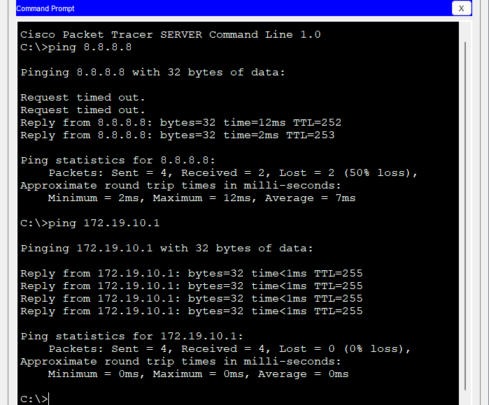 Command Prompt
X
Cisco Packet Tracer SERVER Command Line 1.0
C:\>ping 8.8.8.8
Pinging 8.8.8.8 with 32 bytes of data:
Request timed out.
Request timed out.
Reply from 8.8.8.8: bytes=32 time=12ms TTL=252
Reply from 8.8.8.8: bytes=32 time=2ms TTL=253
Ping statistics for 8.8.8.8:
Packets: Sent = 4, Received = 2, Lost = 2 (50% loss),
Approximate round trip times in milli-seconds:
Minimum = 2ms, Maximum = 12ms, Average = 7ms
C:\>ping 172.19.10.1
Pinging 172.19.10.1 with 32 bytes of data:
Reply from 172.19.10.1: bytes=32 time<1ms TTL=255
Reply from 172.19.10.1: bytes=32 time<1ms TTL=255
Reply from 172.19.10.1: bytes=32 time<1ms TTL=255
Reply from 172.19.10.1: bytes=32 time<1ms TTL=255
Ping statistics for 172.19.10.1:
Packets: Sent = 4, Received = 4, Lost = 0 (0% loss),
Approximate round trip times in milli-seconds:
Minimum = 0ms, Maximum = 0ms, Average = 0ms
C:\>